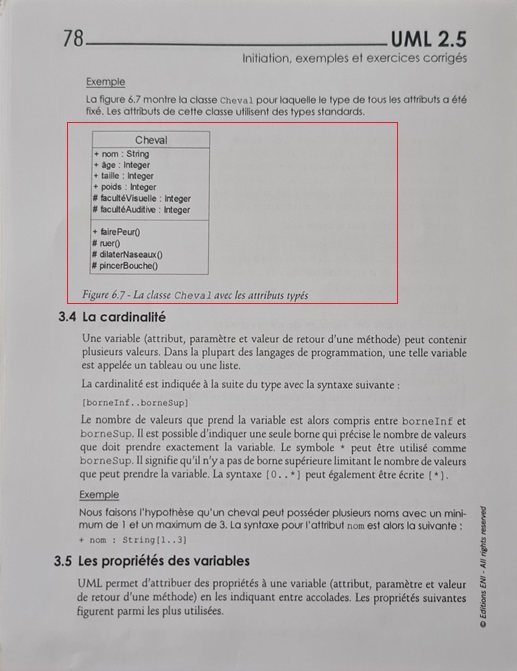 78
UML 2.5
Initiation, exemples et exercices corrigés
Exemple
La figure 6.7 montre la classe Cheval pour laquelle le type de tous les attributs a été
fixé. Les attributs de cette classe utilisent des types standards.
Cheval
+ nom : String
+ âge : Integer
+ taille : Integer
+ poids : Integer
# facultéVisuelle : Integer
# facultéAuditive : Integer
+ fairePeur()
# ruer()
# dilaterNaseaux()
# pincerBouche()
Figure 6.7 - La classe Cheval avec les attributs typés
3.4 La cardinalité
Une variable (attribut, paramètre et valeur de retour d'une méthode) peut contenir
plusieurs valeurs. Dans la plupart des langages de programmation, une telle variable
est appelée un tableau ou une liste.
La cardinalité est indiquée à la suite du type avec la syntaxe suivante :
[borneInf..borneSup]
Le nombre de valeurs que prend la variable est alors compris entre borneInf et
borneSup. Il est possible d'indiquer une seule borne qui précise le nombre de valeurs
que doit prendre exactement la variable. Le symbole * peut être utilisé comme
borneSup. Il signifie qu'il n'y a pas de borne supérieure limitant le nombre de valeurs
que peut prendre la variable. La syntaxe [0..*] peut également être écrite [*].
Exemple
Nous faisons l'hypothèse qu'un cheval peut posséder plusieurs noms avec un mini-
mum de 1 et un maximum de 3. La syntaxe pour l'attribut nom est alors la suivante :
+ nom : String[1..3]
3.5 Les propriétés des variables
UML permet d'attribuer des propriétés à une variable (attribut, paramètre et valeur
de retour d'une méthode) en les indiquant entre accolades. Les propriétés suivantes
figurent parmi les plus utilisées.
© Editions ENI - All rights reserved